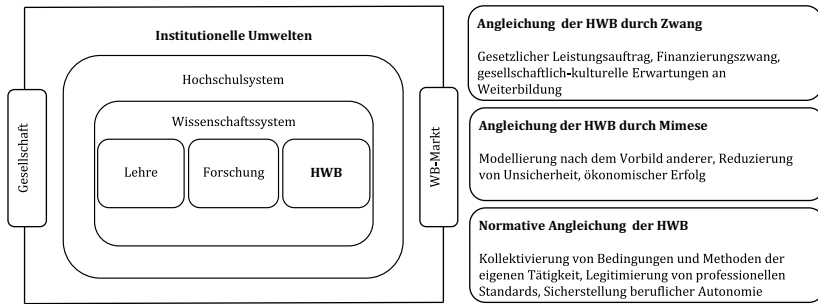 Institutionelle Umwelten
Hochschulsystem
Wissenschaftssystem
Lehre
Forschung
HWB
Gesellschaft
WB-Markt
Angleichung der HWB durch Zwang
Gesetzlicher Leistungsauftrag, Finanzierungszwang,
gesellschaftlich-kulturelle Erwartungen an
Weiterbildung
Angleichung der HWB durch Mimese
Modellierung nach dem Vorbild anderer, Reduzierung
von Unsicherheit, ökonomischer Erfolg
Normative Angleichung der HWB
Kollektivierung von Bedingungen und Methoden der
eigenen Tätigkeit, Legitimierung von professionellen
Standards, Sicherstellung beruflicher Autonomie